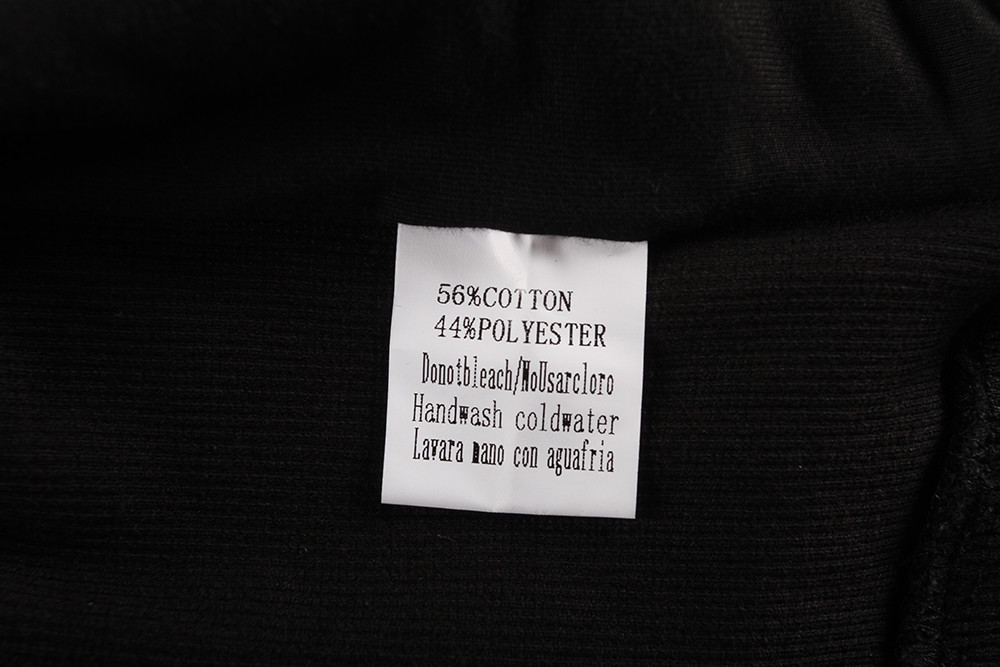 56%COTTON
44%POLYESTER
Donotbleach/NoUsarcloro
Handwash coldwater
Lavara mano con aguafria